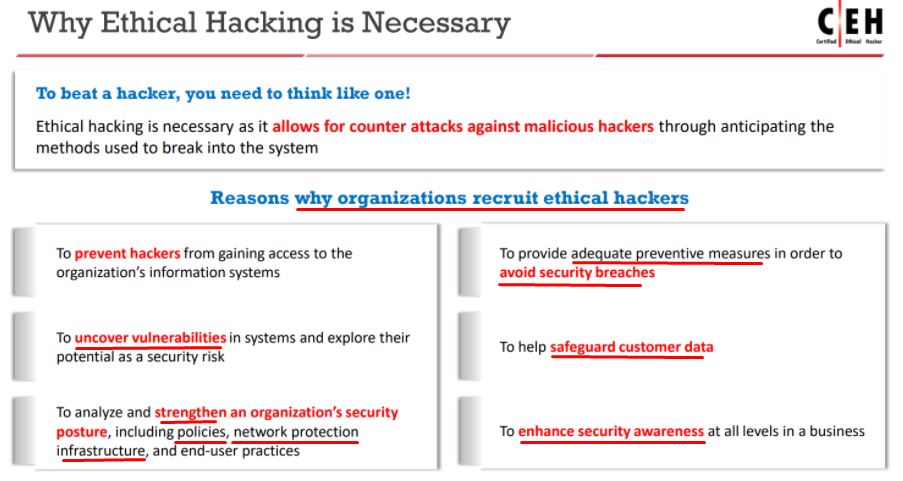 Why Ethical Hacking is Necessary
CEH
Certified Ethical Hacker
To beat a hacker, you need to think like one!
Ethical hacking is necessary as it allows for counter attacks against malicious hackers through anticipating the
methods used to break into the system
Reasons why organizations recruit ethical hackers
To prevent hackers from gaining access to the
organization’s information systems
To uncover vulnerabilities in systems and explore their
potential as a security risk
To analyze and strengthen an organization’s security
posture, including policies, network protection
infrastructure, and end-user practices
To provide adequate preventive measures in order to
avoid security breaches
To help safeguard customer data
To enhance security awareness at all levels in a business